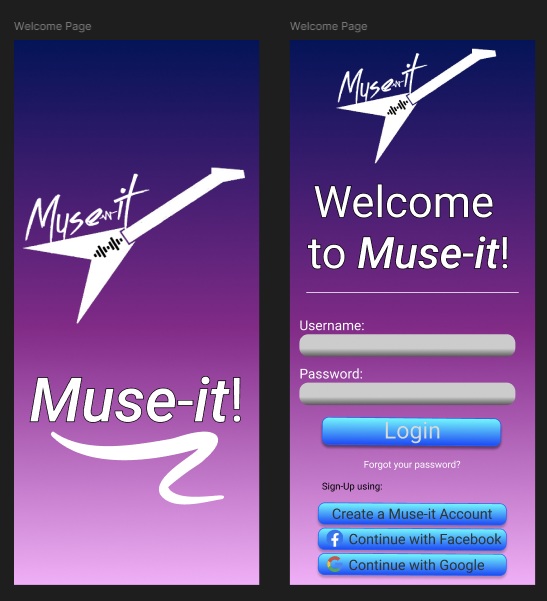 Welcome Page
Muse-it
Muse-it!
Welcome Page
Muse-it
Welcome
to Muse-it!
Username:
Password:
Login
Forgot your password?
Sign-Up using:
Create a Muse-it Account
Continue with Facebook
Continue with Google